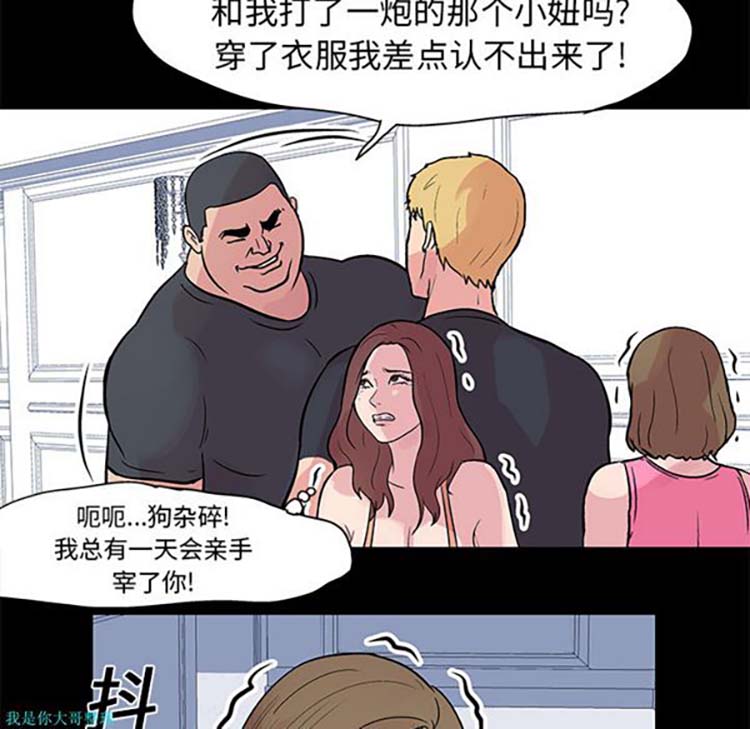 和我打了一炮的那个小妞吗?
穿了衣服我差点认不出来了!
呃呃...狗杂碎!
我总有一天会亲手
宰了你!
抖
我是你大哥